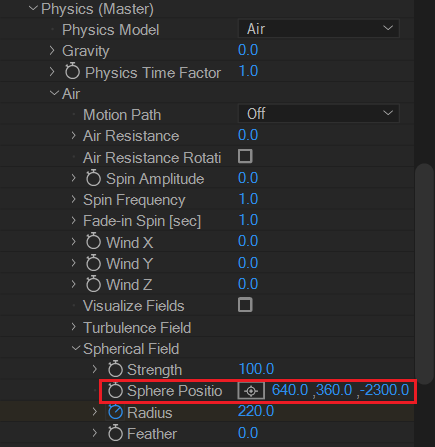 Physics (Master)
Physics Model Air
Gravity 0.0
Physics Time Factor 1.0
Air
Motion Path Off
Air Resistance 0.0
Air Resistance Rotati
Spin Amplitude 0.0
Spin Frequency 1.0
Fade-in Spin [sec] 1.0
Wind X 0.0
Wind Y 0.0
Wind Z 0.0
Visualize Fields
Turbulence Field
Spherical Field
Strength 100.0
Sphere Positio 640.0 ,360.0 ,-2300.0
Radius 220.0
Feather 0.0